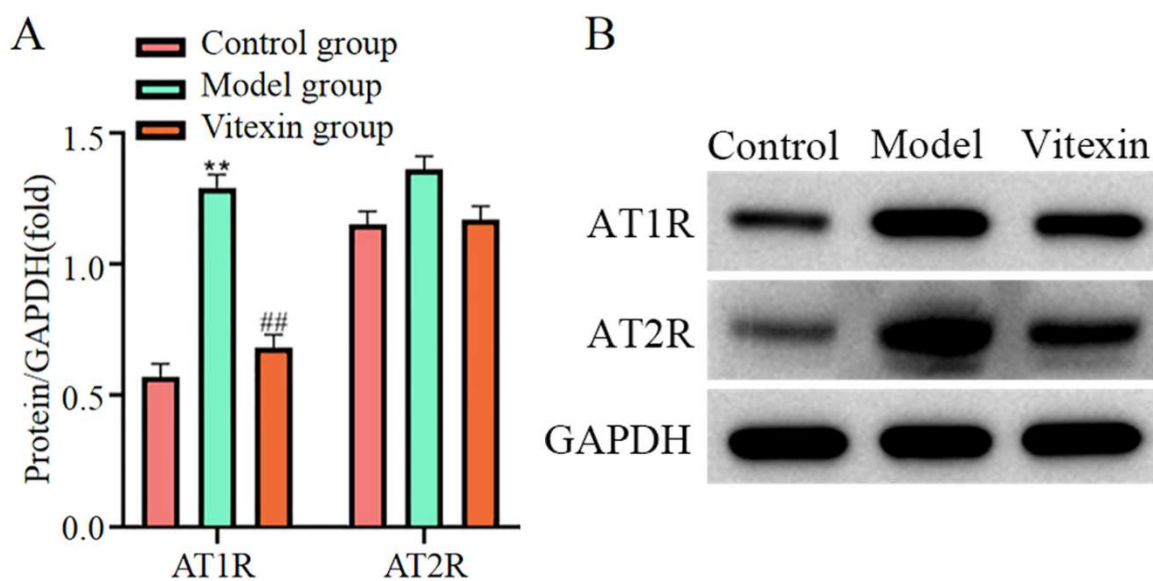 A
Control group
Model group
Vitexin group
Protein/GAPDH(fold)
1.5
1.0
0.5
0.0
**
##
AT1R
AT2R
B
Control Model Vitexin
AT1R
AT2R
GAPDH